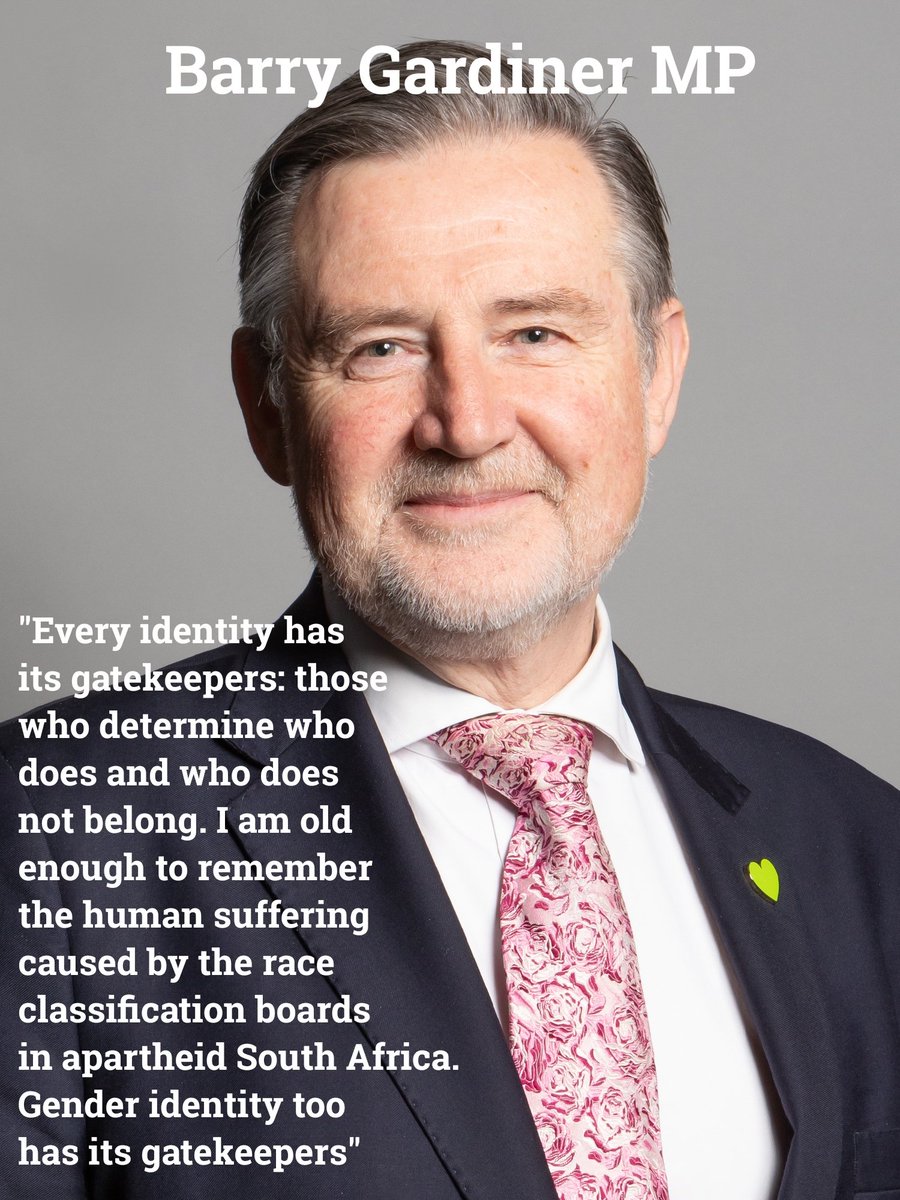 Barry Gardiner MP
"Every identity has
its gatekeepers: those
who determine who
does and who does
not belong. I am old
enough to remember
the human suffering
caused by the race
classification boards
in apartheid South Africa.
Gender identity too
has its gatekeepers"